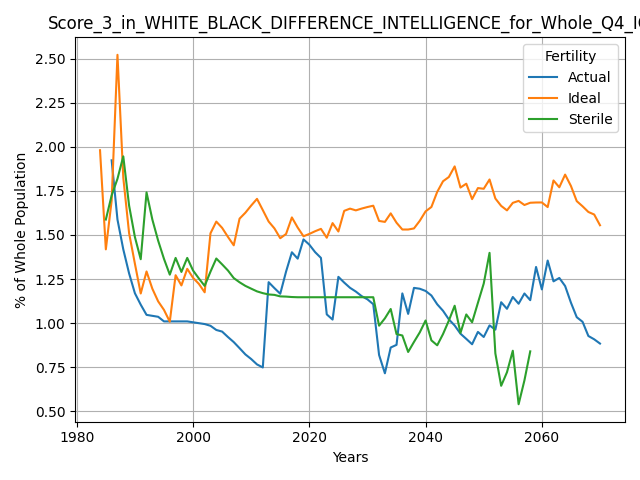 Score_3_in_WHITE_BLACK_DIFFERENCE_INTELLIGENCE_for_Whole_Q4_I
Fertility
Actual
Ideal
Sterile
% of Whole Population
2.50
2.25
2.00
1.75
1.50
1.25
1.00
0.75
0.50
1980
2000
2020
2040
2060
Years